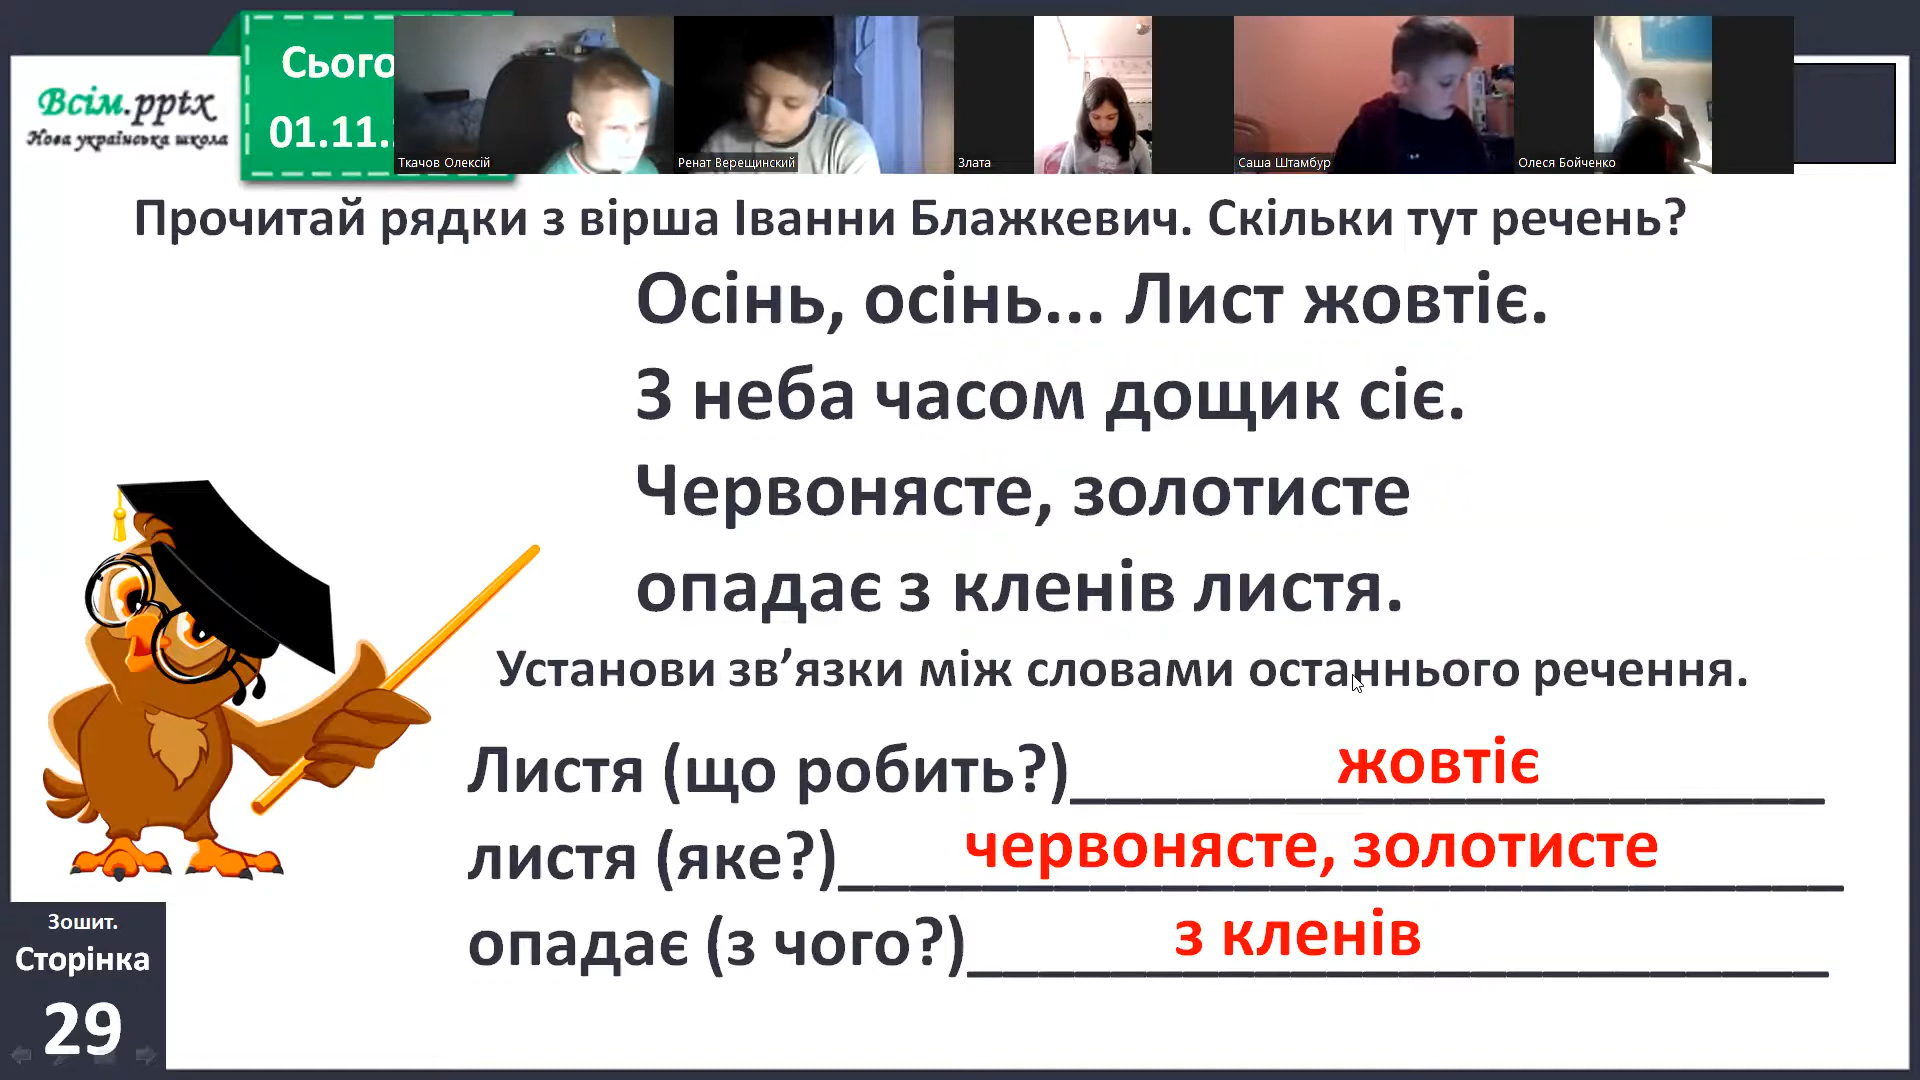 Сього
01.11.
Всім.pptx
Нова українська школа
Ткачов Олексій
Ренат Верещинский
Злата
Саша Штамбур
Олеся Бойченко
Прочитай рядки з вірша Іванни Блажкевич. Скільки тут речень?
Осінь, осінь... Лист жовтіє.
З неба часом дощик сіє.
Червонясте, золотисте
опадає з кленів листя.
Установи зв’язки між словами останнього речення.
Листя (що робить?)_____ жовтіє
листя (яке?)_____ червонясте, золотисте
опадає (з чого?)_____ з кленів
Зошит.
Сторінка
29